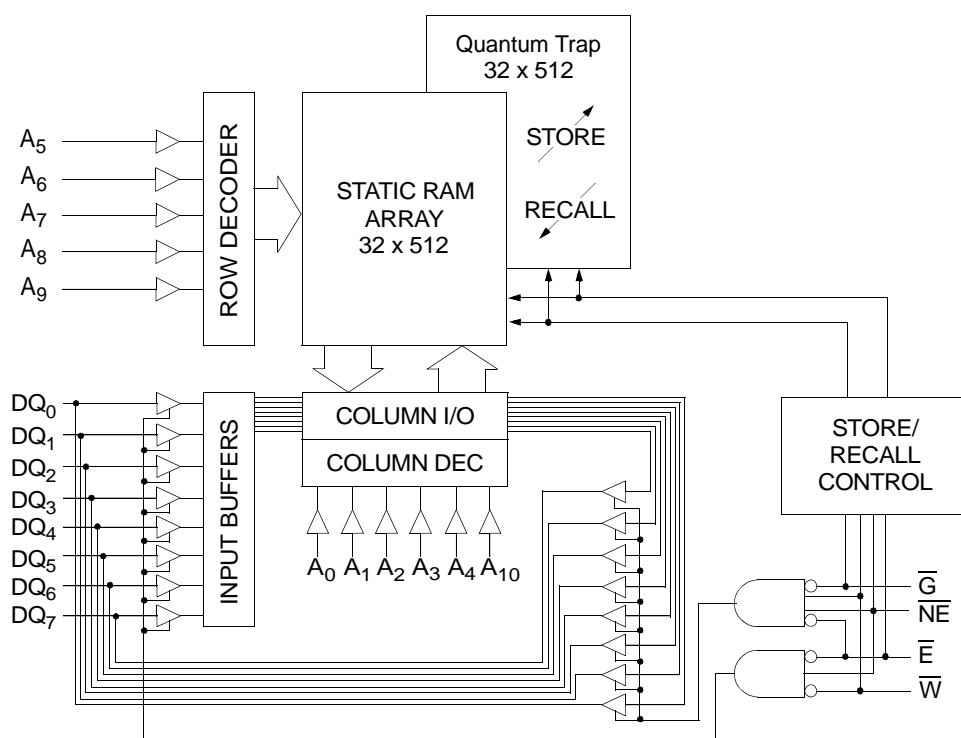 Quantum Trap
32 x 512
STORE
RECALL
STATIC RAM
ARRAY
32 x 512
ROW DECODER
A5
A6
A7
A8
A9
DQ0
DQ1
DQ2
DQ3
DQ4
DQ5
DQ6
DQ7
INPUT BUFFERS
COLUMN I/O
COLUMN DEC
A0 A1 A2 A3 A4 A10
STORE/
RECALL
CONTROL
G̅
N̅E̅
E̅
W̅